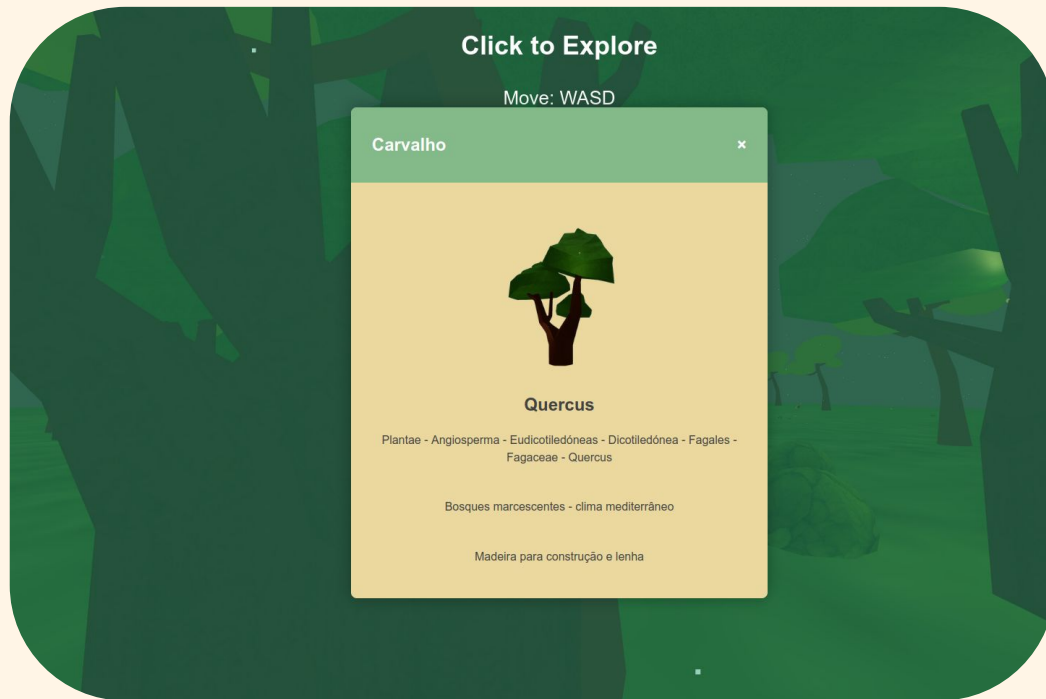 Click to Explore
Move: WASD
Carvalho ×
Quercus
Plantae - Angiosperma - Eudicotiledóneas - Dicotiledónea - Fagales -
Fagaceae - Quercus
Bosques marcescentes - clima mediterrâneo
Madeira para construção e lenha